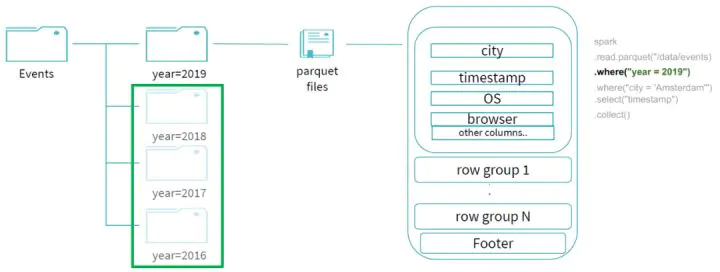 Events
year=2019
year=2018
year=2017
year=2016
parquet
files
city
timestamp
OS
browser
other columns..
row group 1
.
.
row group N
Footer
spark
.read.parquet("/data/events)
.where("year = 2019")
.where("city = 'Amsterdam'")
.select("timestamp")
.collect()